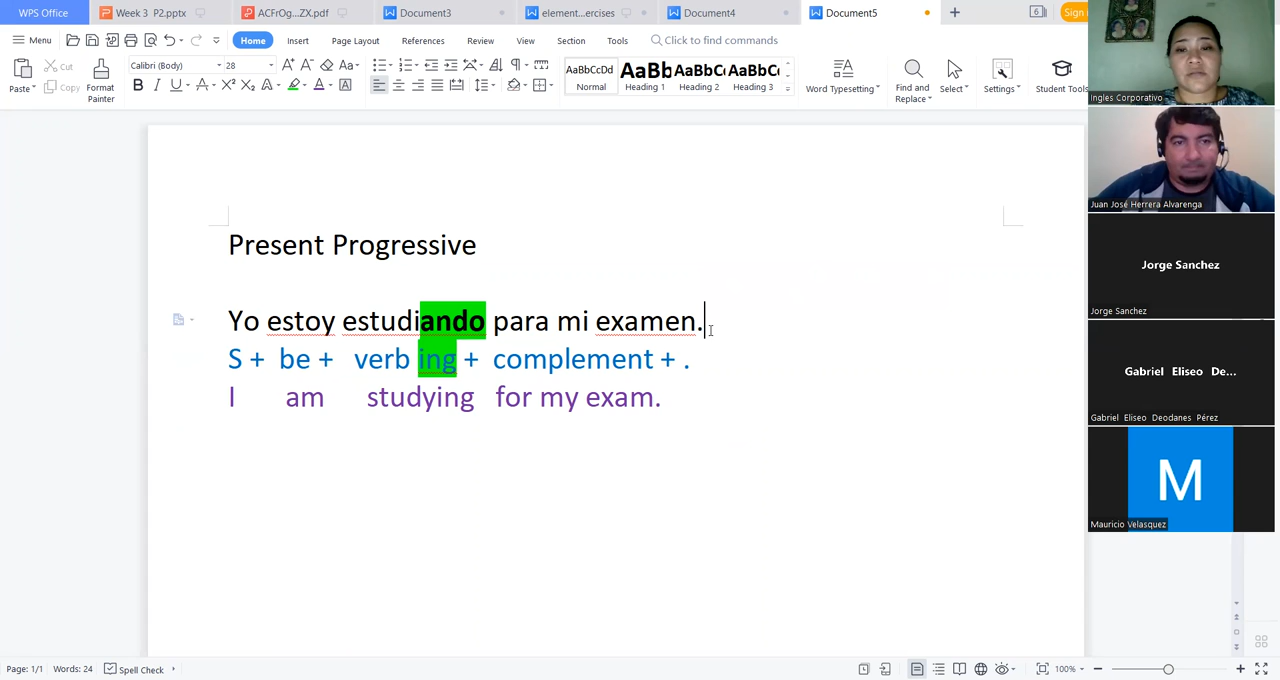 WPS Office
Week 3 P2.pptx
ACFrOg...ZX.pdf
Document3
element...ercises
Document4
Document5
6
Sign
Menu
Home
Insert
Page Layout
References
Review
View
Section
Tools
Click to find commands
Paste
Cut
Copy
Format Painter
Calibri (Body)
28
AaBbCcDd
Normal
AaBb
Heading 1
AaBbC
Heading 2
AaBbC
Heading 3
Word Typesetting
Find and Replace
Select
Settings
Student Tools
Present Progressive
Yo estoy estudiando para mi examen.
S + be + verb ing + complement + .
I am studying for my exam.
Ingles Corporativo
Juan José Herrera Alvarenga
Jorge Sanchez
Jorge Sanchez
Gabriel Eliseo De...
Gabriel Eliseo Deodanes Pérez
M
Mauricio Velasquez
Page: 1/1
Words: 24
Spell Check
100%